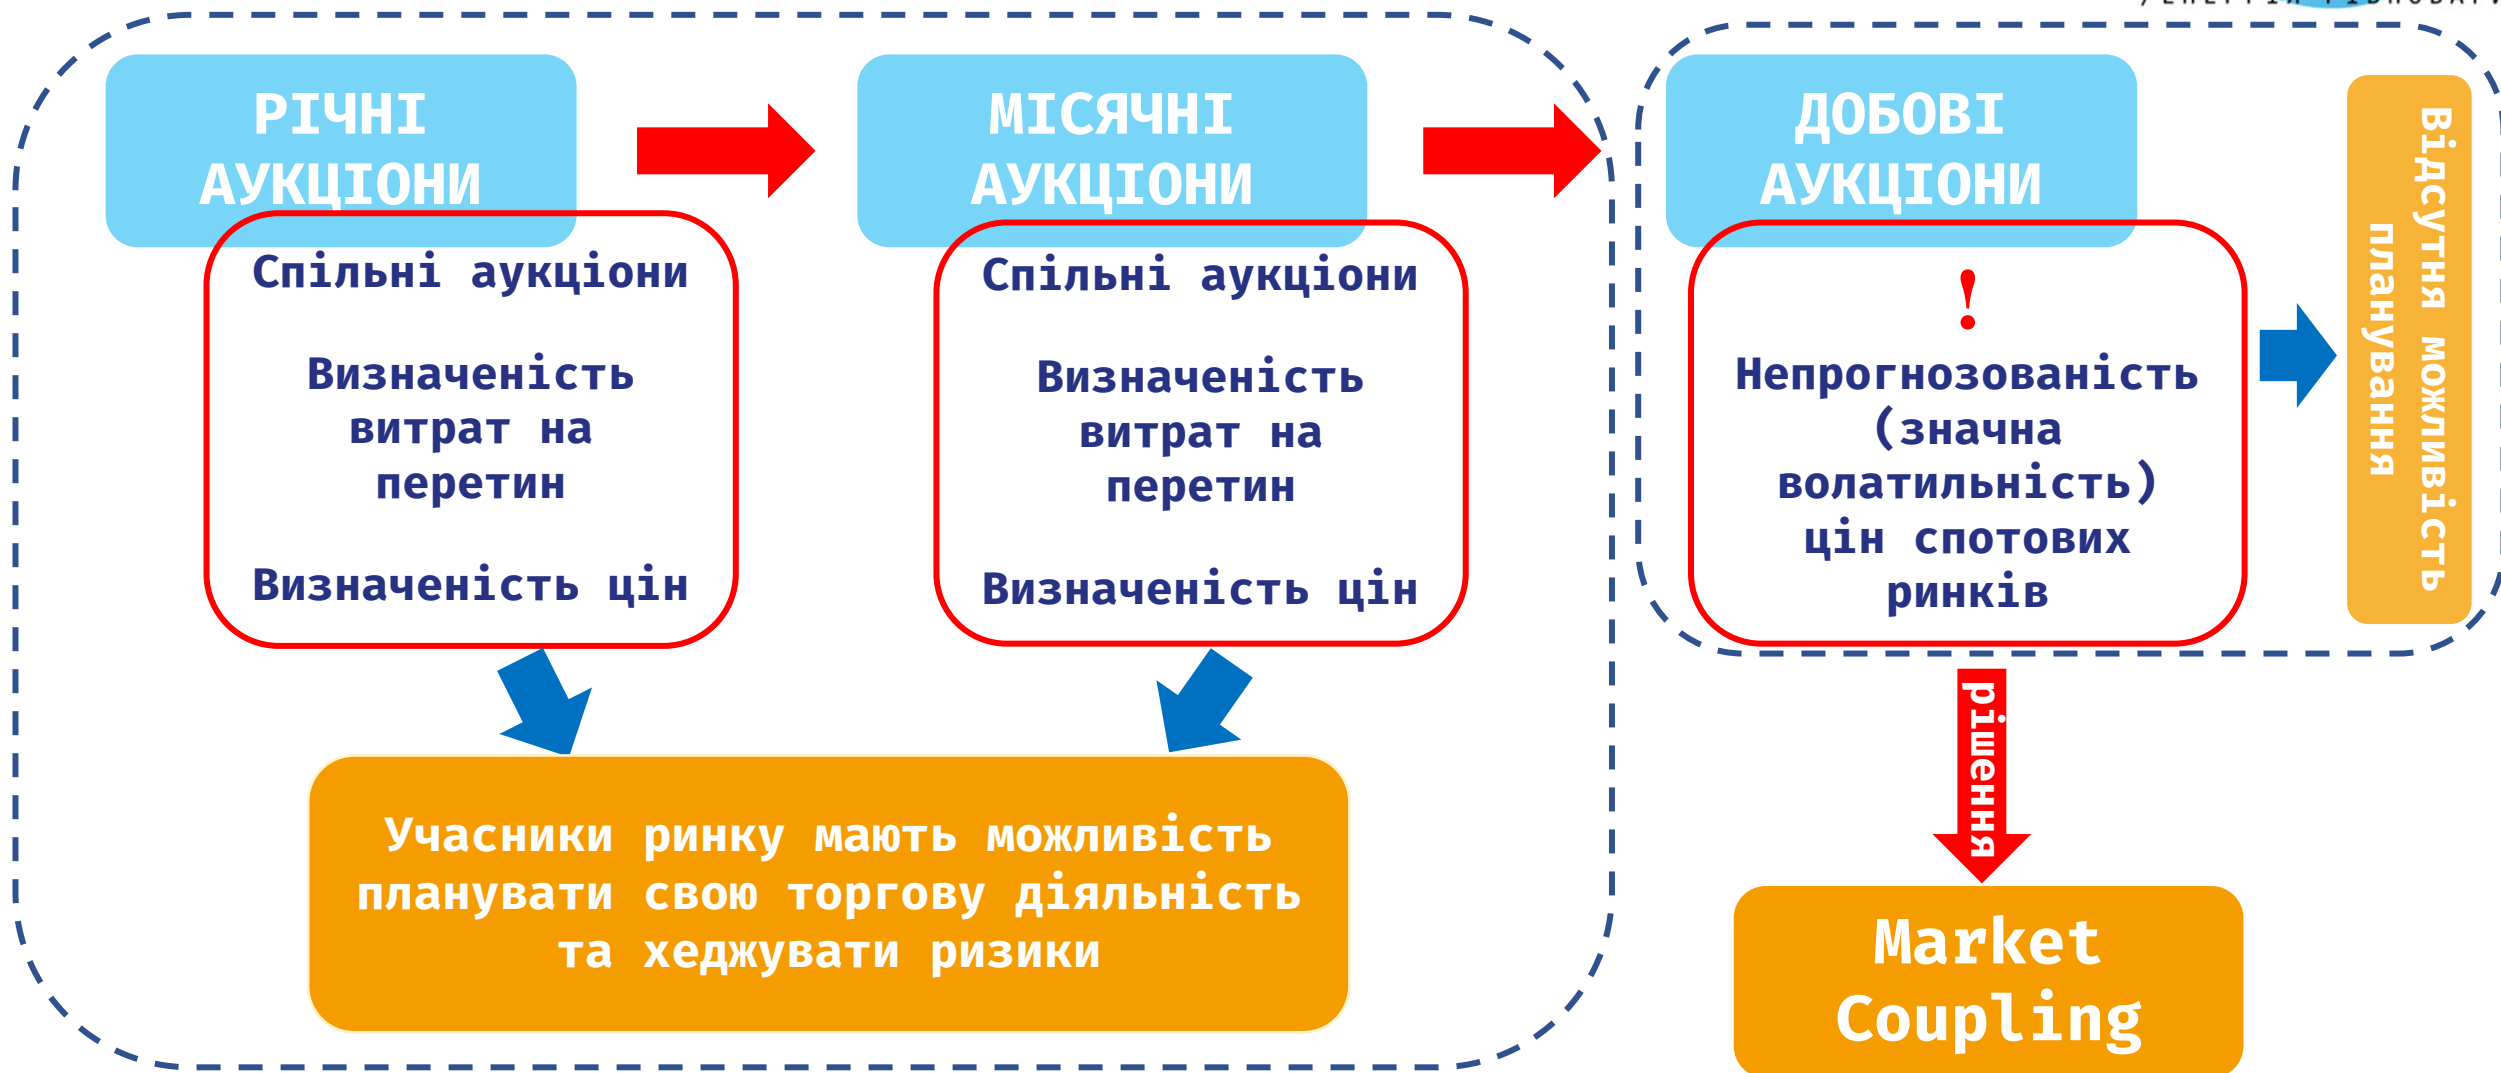 РІЧНІ
АУКЦІОНИ
Спільні аукціони
Визначеність
витрат на
перетин
Визначеність цін
МІСЯЧНІ
АУКЦІОНИ
Спільні аукціони
Визначеність
витрат на
перетин
Визначеність цін
Учасники ринку мають можливість
планувати свою торгову діяльність
та хеджувати ризики
ДОБОВІ
АУКЦІОНИ
!
Непрогнозованість
(значна
волатильність)
цін спотових
ринків
Відсутня можливість
планування
рішення
Market
Coupling